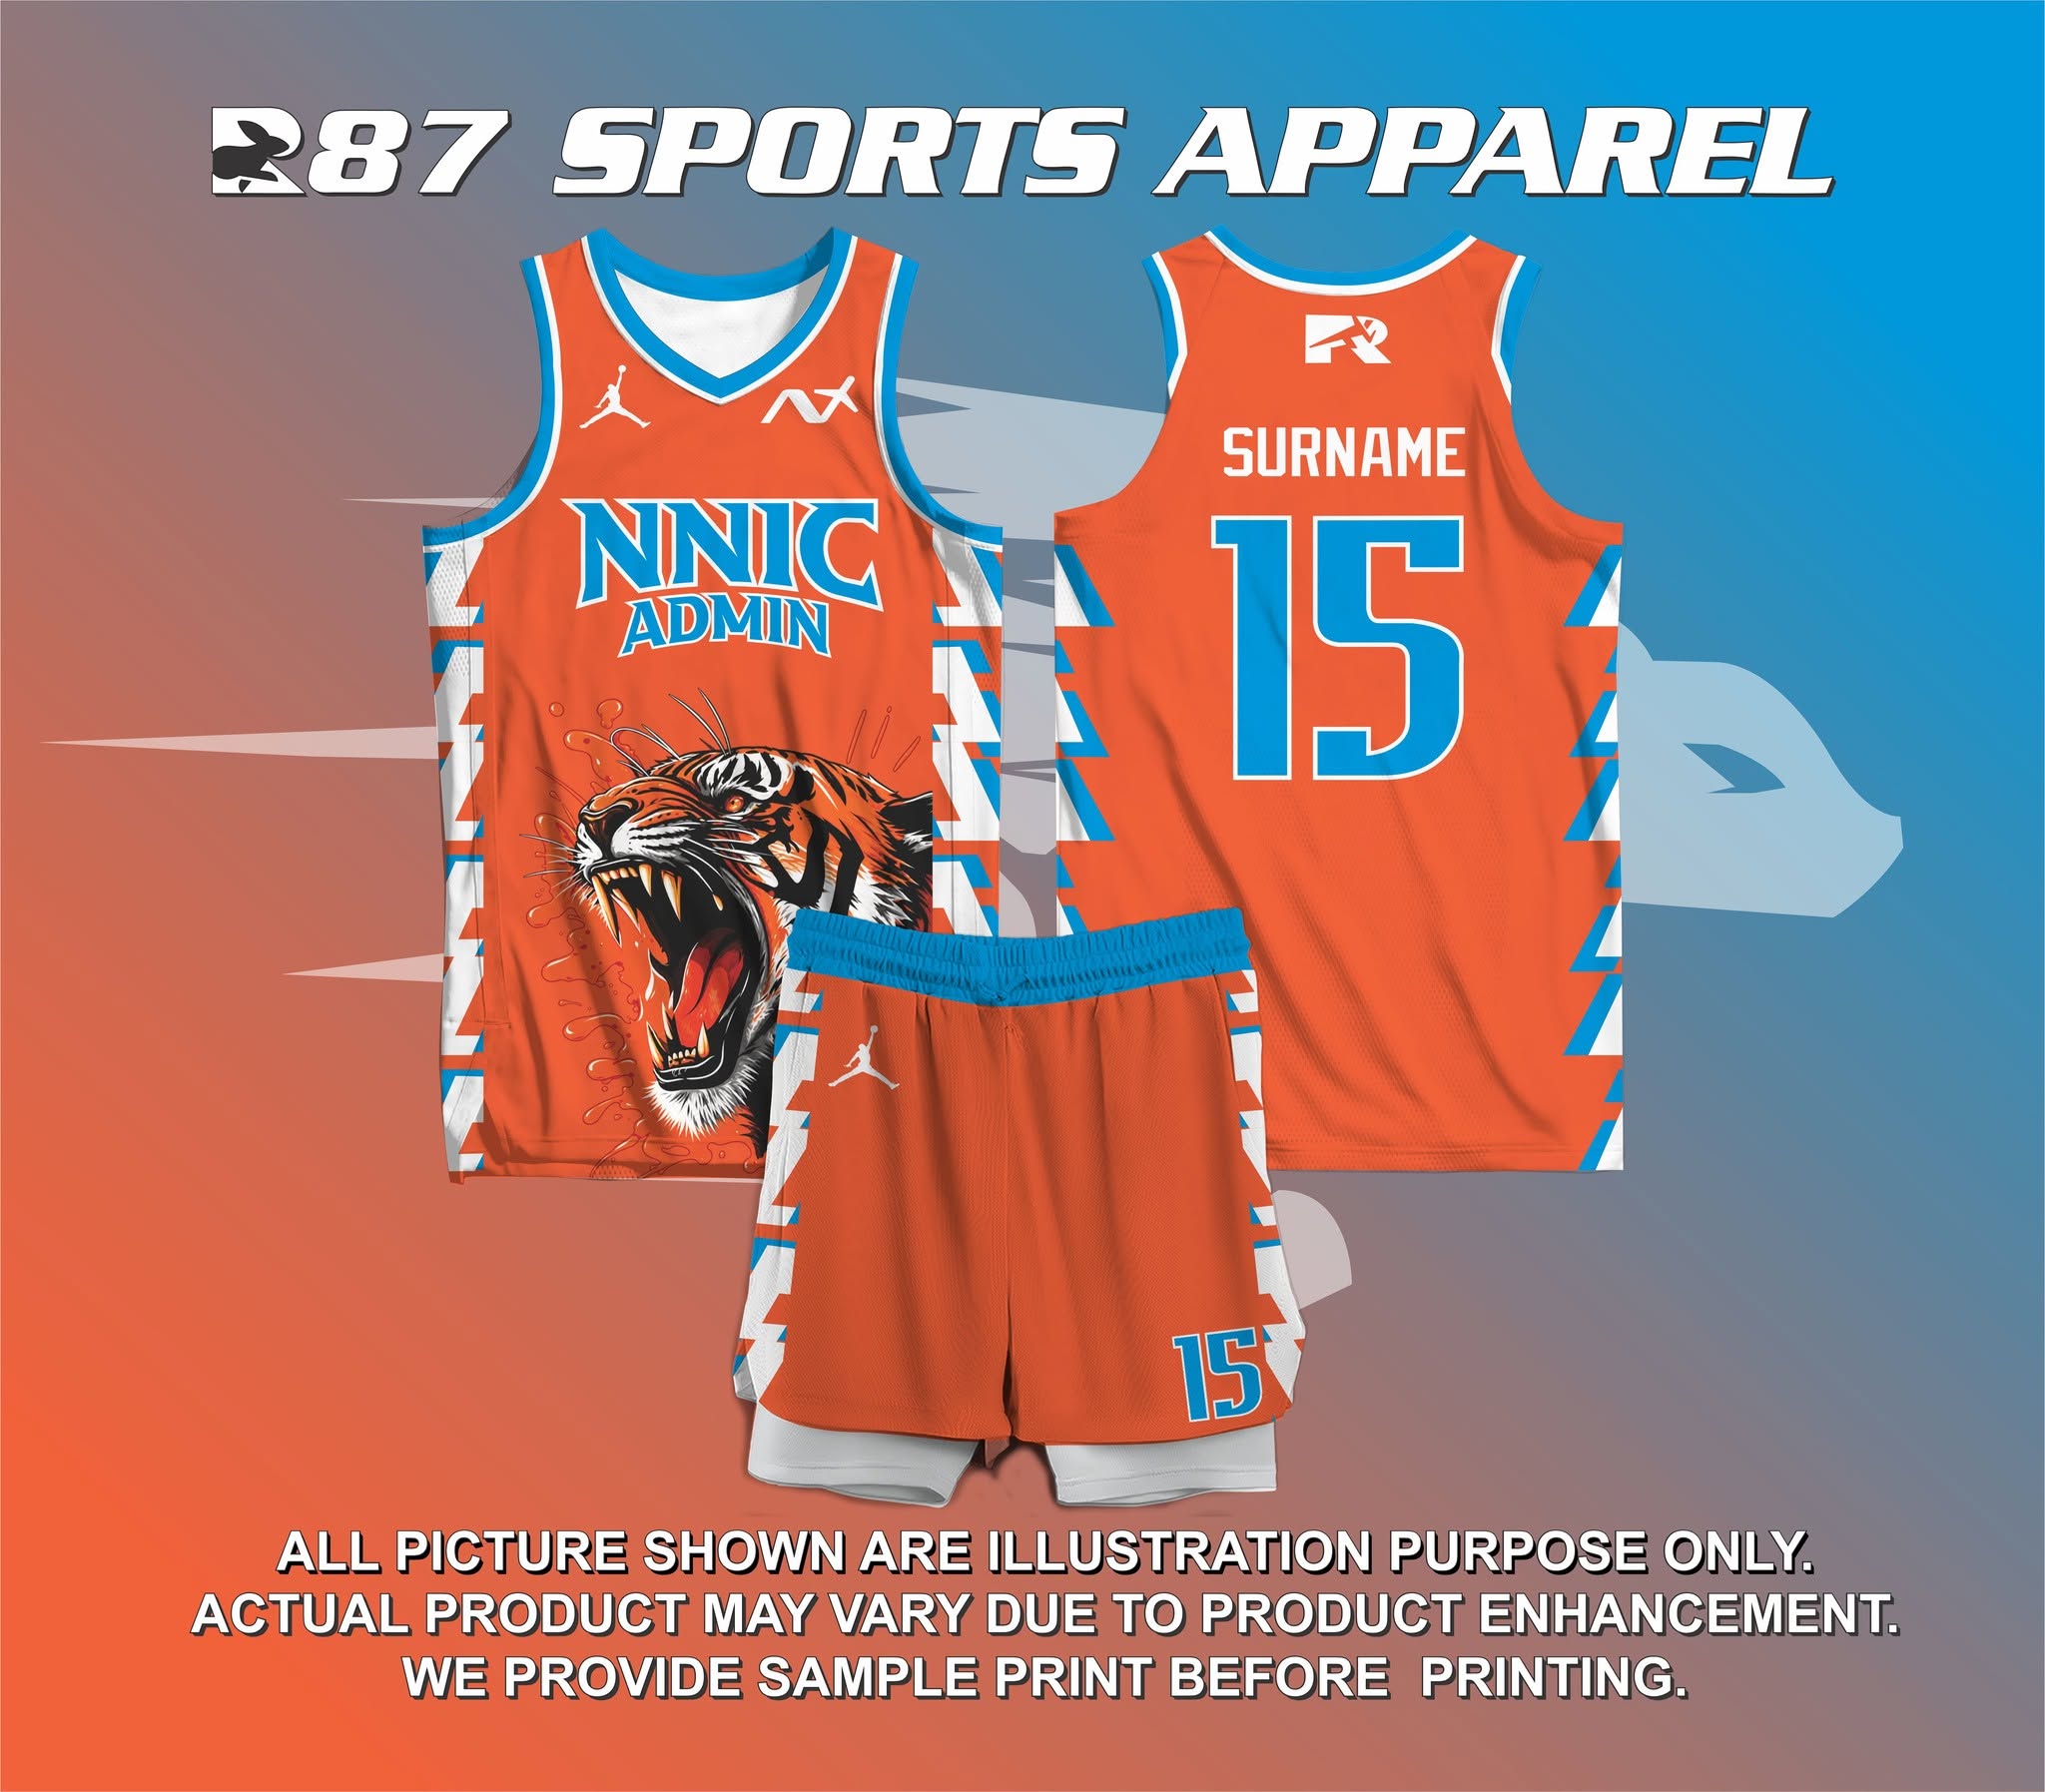 R87 SPORTS APPAREL
NX
NNIC
ADMIN
R
SURNAME
15
15
ALL PICTURE SHOWN ARE ILLUSTRATION PURPOSE ONLY.
ACTUAL PRODUCT MAY VARY DUE TO PRODUCT ENHANCEMENT.
WE PROVIDE SAMPLE PRINT BEFORE PRINTING.